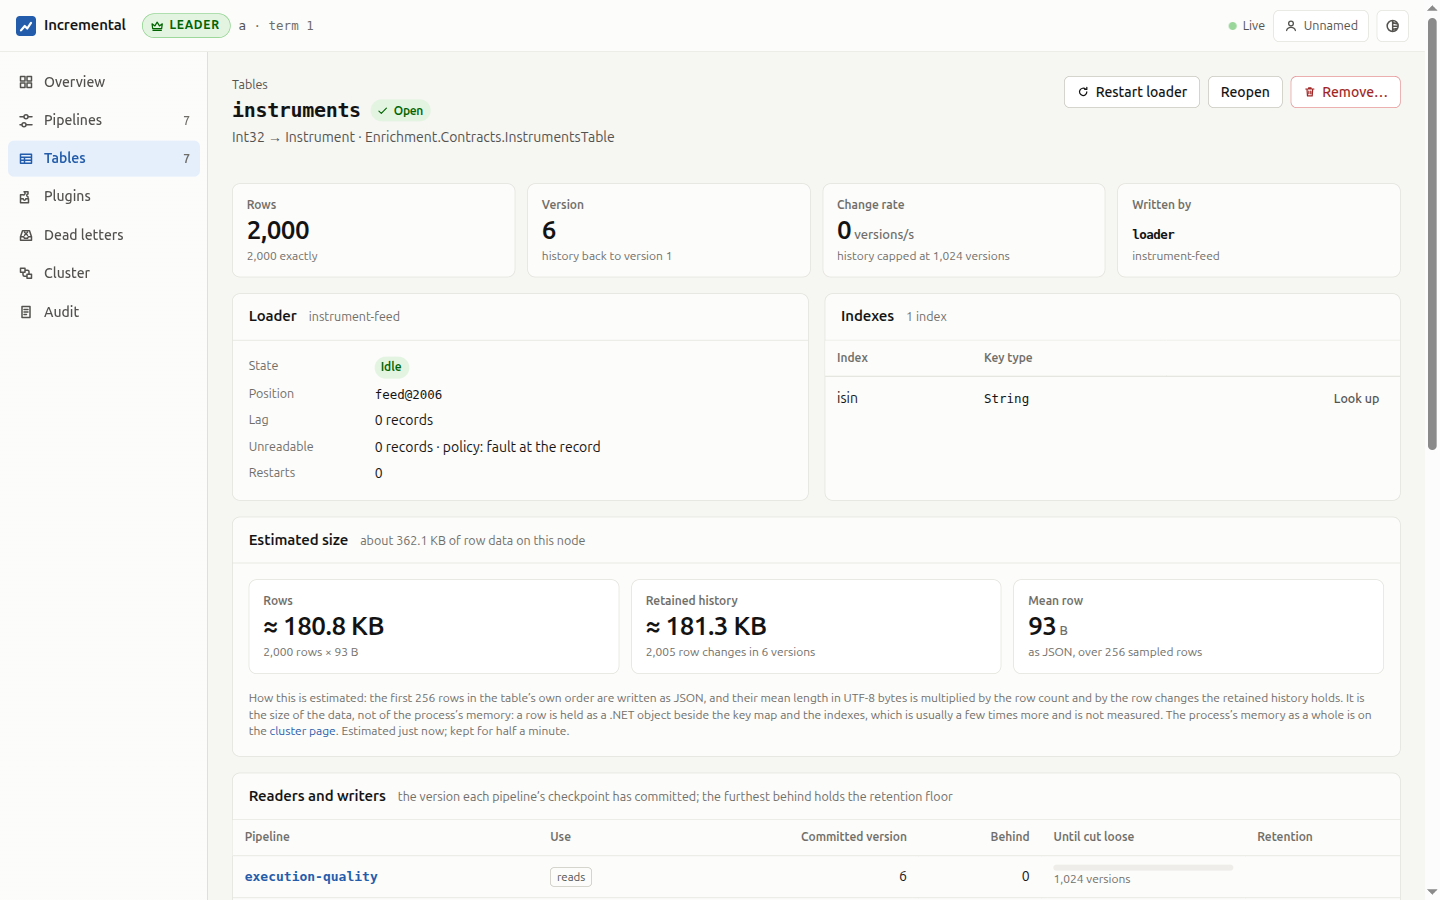 Incremental
LEADER
a · term 1
Live
Unnamed
Overview
Pipelines 7
Tables 7
Plugins
Dead letters
Cluster
Audit
Tables
instruments
Open
Int32 → Instrument · Enrichment.Contracts.InstrumentsTable
Restart loader
Reopen
Remove...
Rows
2,000
2,000 exactly
Version
6
history back to version 1
Change rate
0 versions/s
history capped at 1,024 versions
Written by
loader
instrument-feed
Loader instrument-feed
State Idle
Position feed@2006
Lag 0 records
Unreadable 0 records · policy: fault at the record
Restarts 0
Indexes 1 index
Index Key type
isin String Look up
Estimated size about 362.1 KB of row data on this node
Rows
≈ 180.8 KB
2,000 rows × 93 B
Retained history
≈ 181.3 KB
2,005 row changes in 6 versions
Mean row
93 B
as JSON, over 256 sampled rows
How this is estimated: the first 256 rows in the table's own order are written as JSON, and their mean length in UTF-8 bytes is multiplied by the row count and by the row changes the retained history holds. It is
the size of the data, not of the process's memory: a row is held as a .NET object beside the key map and the indexes, which is usually a few times more and is not measured. The process's memory as a whole is on
the cluster page. Estimated just now; kept for half a minute.
Readers and writers the version each pipeline's checkpoint has committed; the furthest behind holds the retention floor
Pipeline Use Committed version Behind Until cut loose Retention
execution-quality reads 6 0 1,024 versions